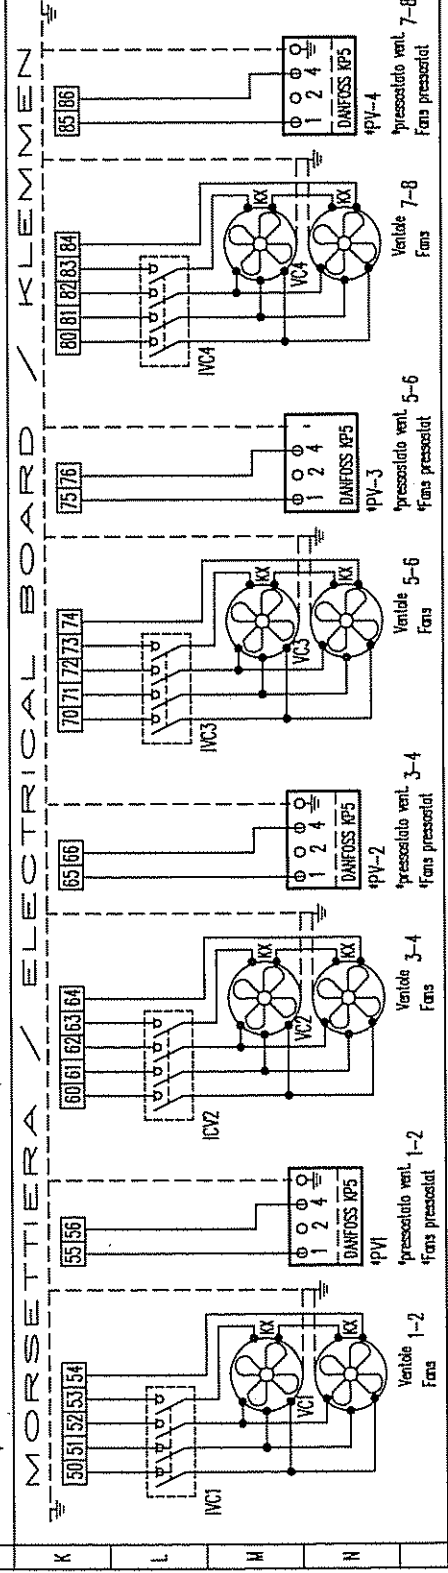 MORSETTIERA / ELECTRICAL BOARD / KLEMMEN
50 51 52 53 54
55 56
60 61 62 63 64
65 66
70 71 72 73 74
75 76
80 81 82 83 84
85 86
IVC1
KX
VC1
Ventole 1-2
Fans
1 2 4
DANFOSS KP5
*PV1
*pressostato vent. 1-2
*Fans pressostat
ICV2
KX
VC2
KX
Ventole 3-4
Fans
1 2 4
DANFOSS KP5
*PV-2
*pressostato vent. 3-4
*Fans pressostat
IVC3
KX
VC3
KX
Ventole 5-6
Fans
1 2 4
DANFOSS KP5
*PV-3
*pressostato vent. 5-6
*Fans pressostat
IVC4
KX
VC4
KX
Ventole 7-8
Fans
1 2 4
DANFOSS KP5
*PV-4
*pressostato vent. 7-8
Fans pressostat
K
L
M
N